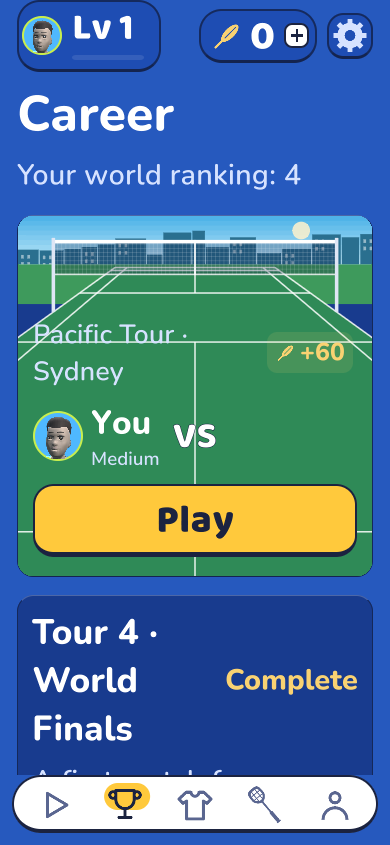 Lv 1
0
Career
Your world ranking: 4
Pacific Tour ·
Sydney
+60
You
Medium
VS
Play
Tour 4 ·
World
Finals
Complete